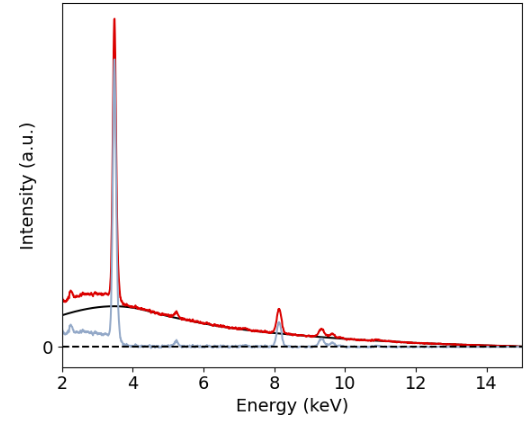 Intensity (a.u.)
0
2 4 6 8 10 12 14
Energy (keV)